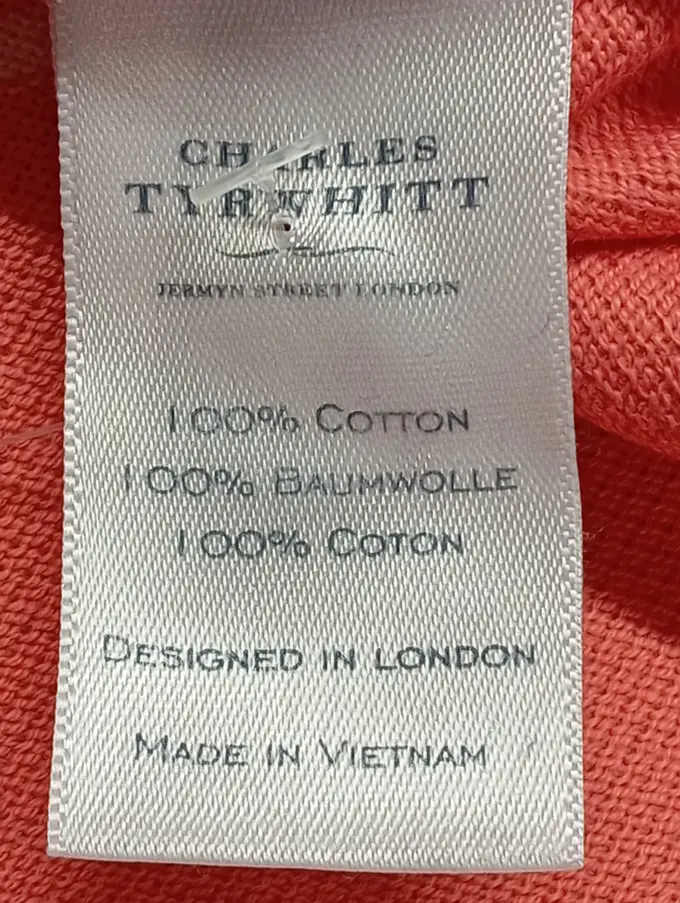 CHARLES
TYRWHITT
JERMYN STREET LONDON
100% COTTON
100% BAUMWOLLE
100% COTON
DESIGNED IN LONDON
MADE IN VIETNAM